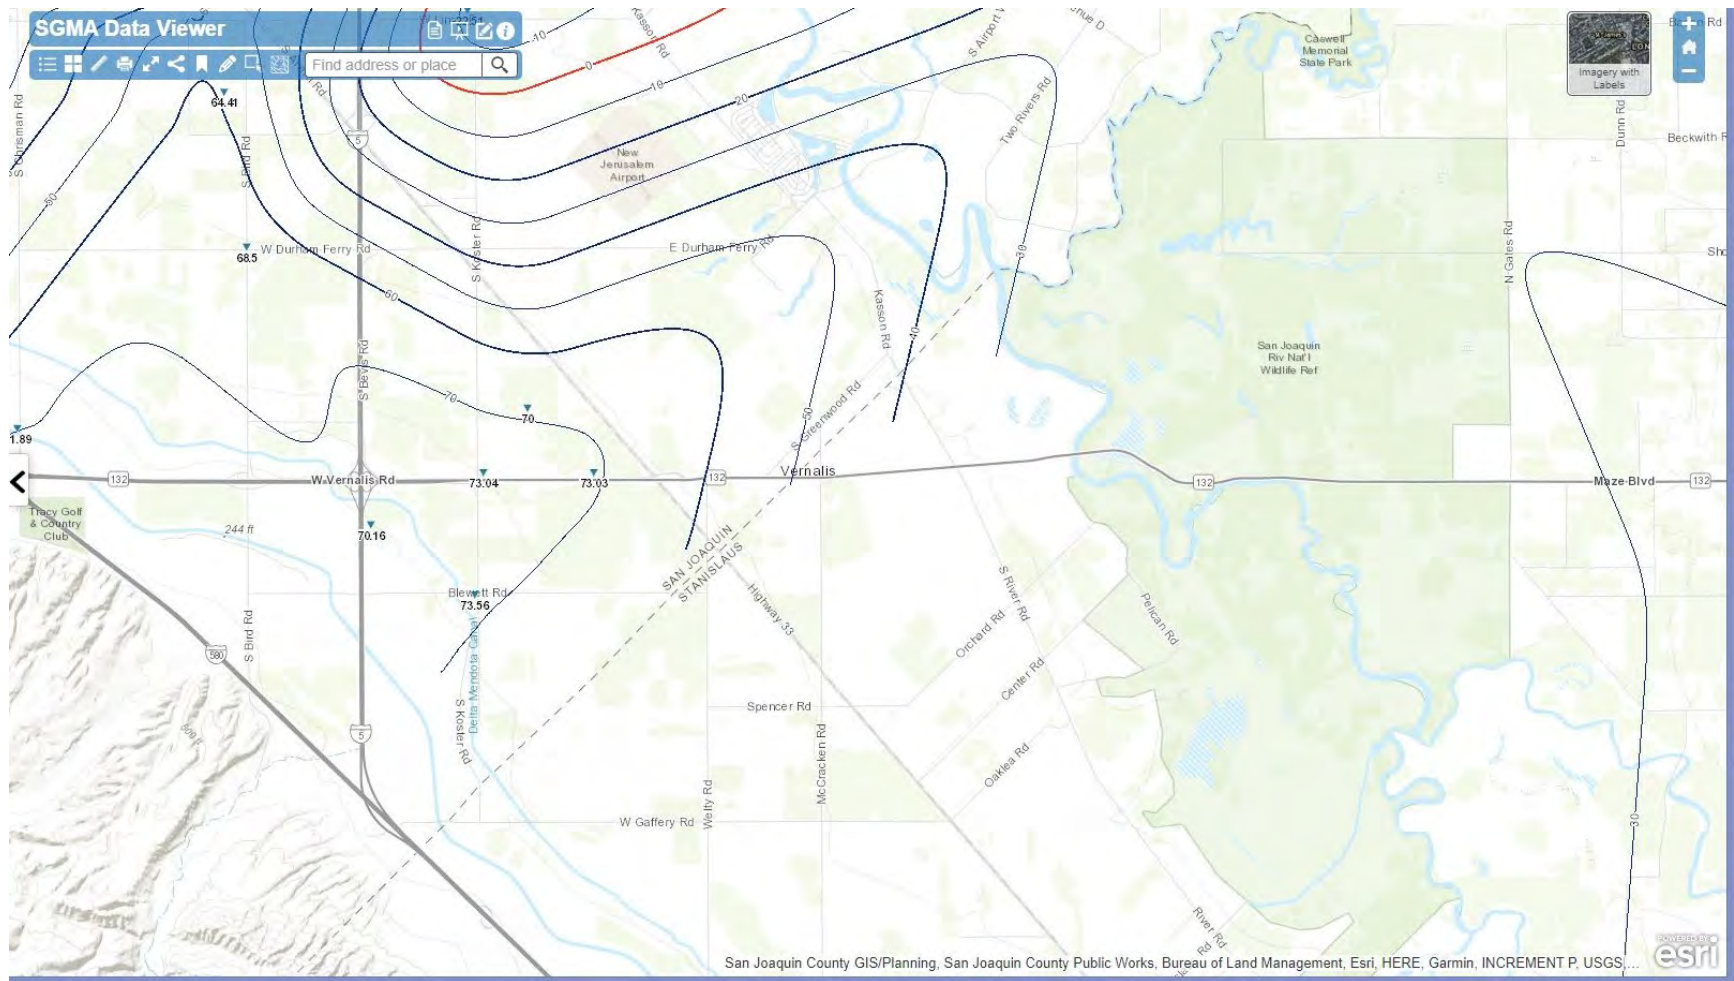 SGMA Data Viewer
Find address or place
Imagery with
Labels
Kasson Rd
S Airport
Caswell
Memorial
State Park
Two Rivers Rd
Dunn Rd
Beckwith R
S Chrisman Rd
64.41
5
S Bird Rd
-10
0
10
20
New
Jerusalem
Airport
50
68.5
W Durham Ferry Rd
S Koster Rd
E Durham Ferry Rd
30
N Gates Rd
Sho
60
Kasson Rd
40
San Joaquin
Riv Nat'l
Wildlife Ref
70
70
50
S Greenwood Rd
1.89
132
W Vernalis Rd
73.04
73.03
132
Vernalis
132
Maze Blvd
132
Tracy Golf
& Country
Club
244 ft
70.16
SAN JOAQUIN
STANISLAUS
Blewett Rd
73.56
Highway 33
S River Rd
Pelican Rd
Orchard Rd
Center Rd
S Bird Rd
580
Delta Mendota Canal
S Koster Rd
Spencer Rd
5
McCracken Rd
Oaklea Rd
Welty Rd
W Gaffery Rd
30
River Rd
Rd
San Joaquin County GIS/Planning, San Joaquin County Public Works, Bureau of Land Management, Esri, HERE, Garmin, INCREMENT P, USGS,...
POWERED BY
esri